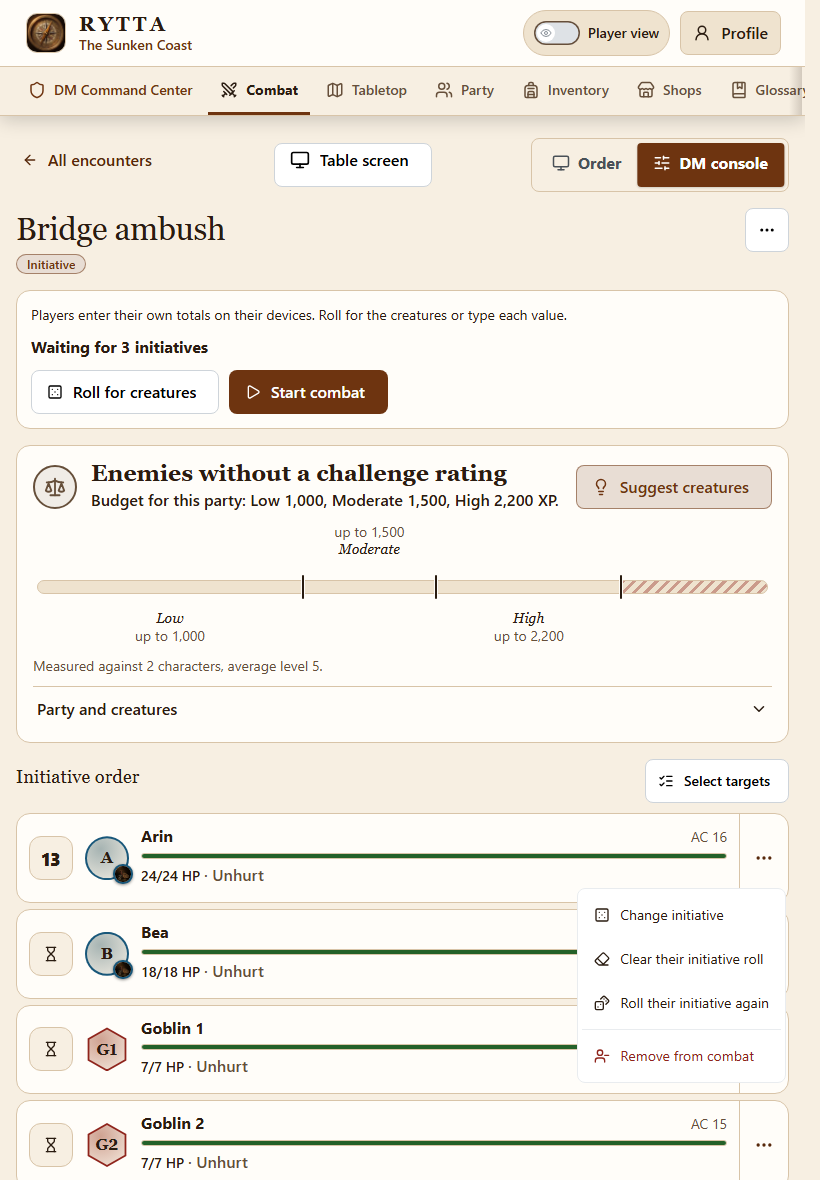 RYTTA
The Sunken Coast
Player view
Profile
DM Command Center
Combat
Tabletop
Party
Inventory
Shops
Glossary
All encounters
Table screen
Order
DM console
Bridge ambush
Initiative
Players enter their own totals on their devices. Roll for the creatures or type each value.
Waiting for 3 initiatives
Roll for creatures
Start combat
Enemies without a challenge rating
Budget for this party: Low 1,000, Moderate 1,500, High 2,200 XP.
Suggest creatures
up to 1,500
Moderate
Low
up to 1,000
High
up to 2,200
Measured against 2 characters, average level 5.
Party and creatures
Initiative order
Select targets
13
A
Arin
AC 16
24/24 HP · Unhurt
B
Bea
18/18 HP · Unhurt
Change initiative
Clear their initiative roll
Roll their initiative again
Remove from combat
G1
Goblin 1
7/7 HP · Unhurt
G2
Goblin 2
AC 15
7/7 HP · Unhurt